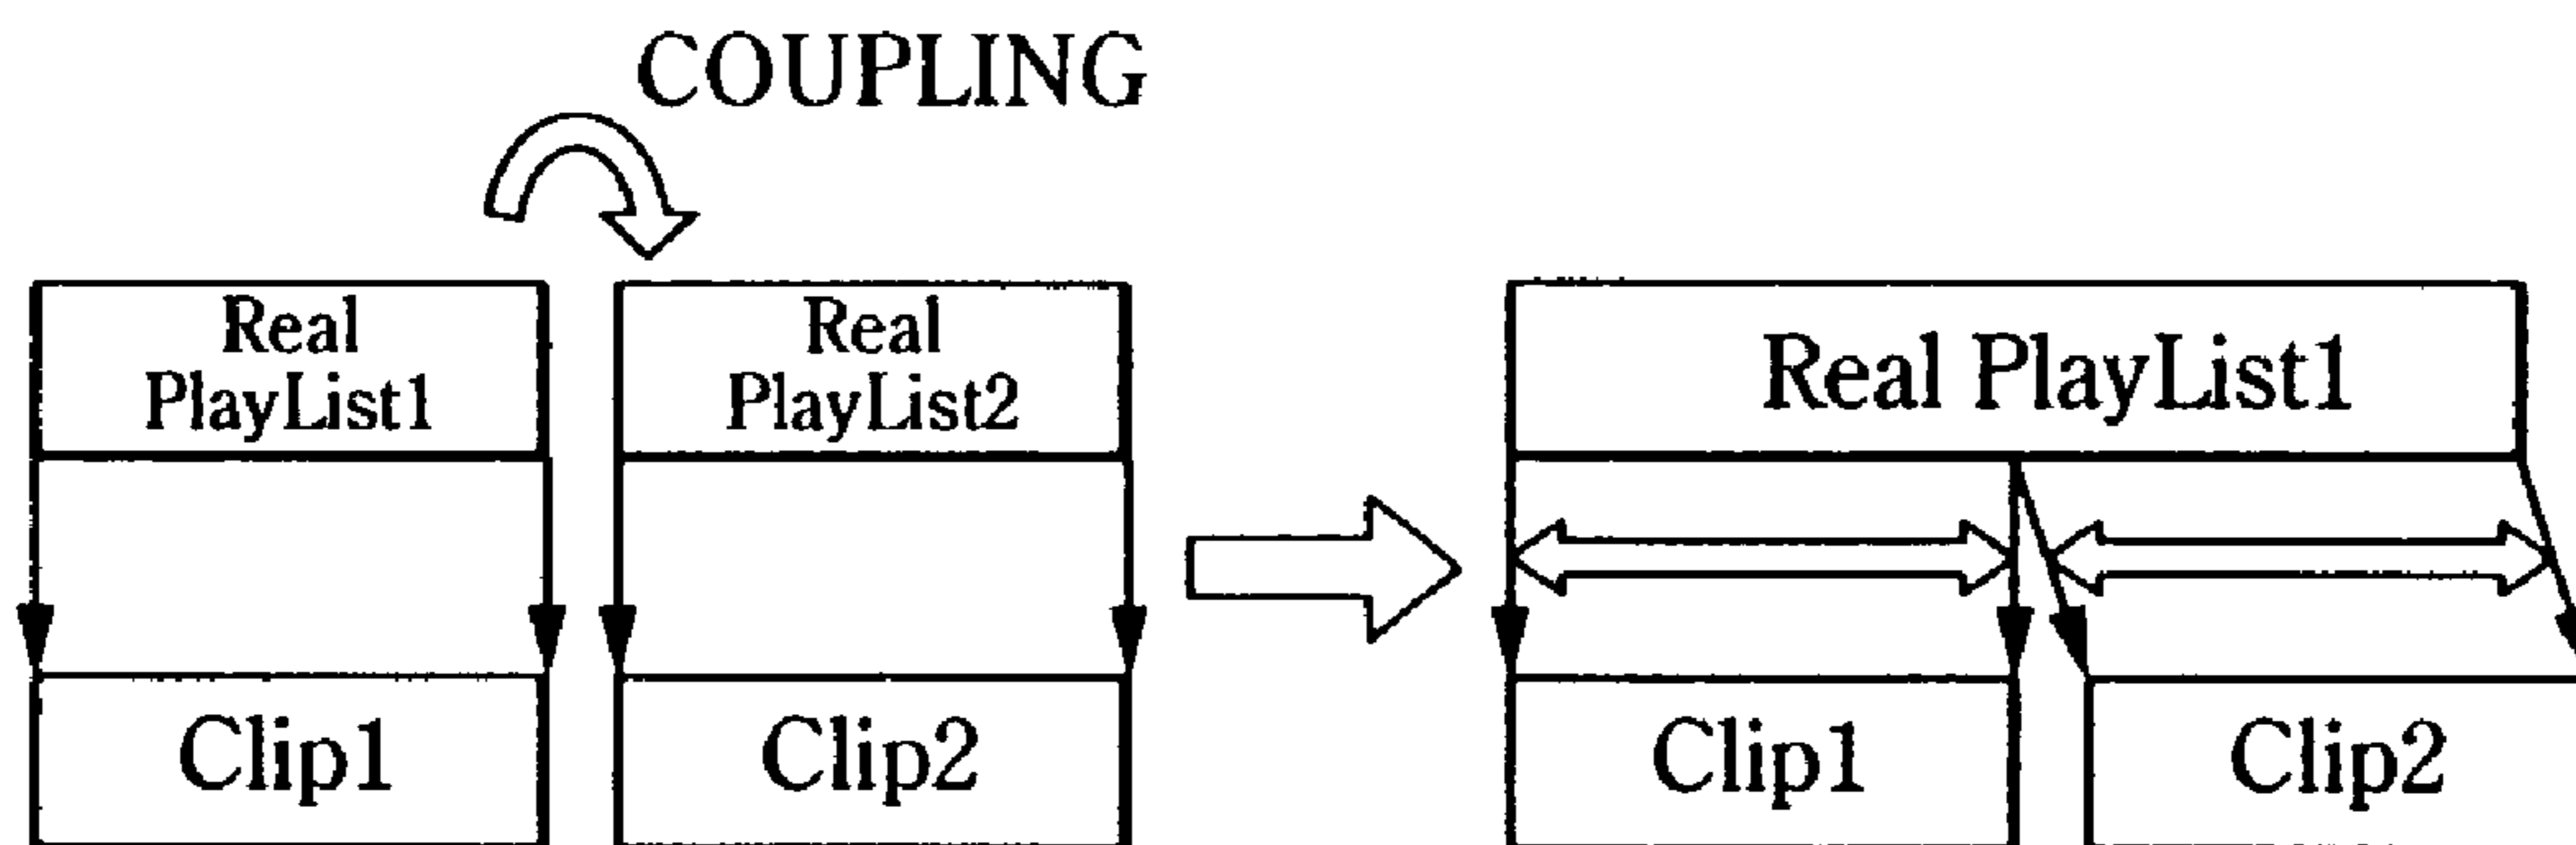 COUPLING
Real
PlayList1
Real
PlayList2
Real PlayList1
Clip1
Clip2
Clip1
Clip2